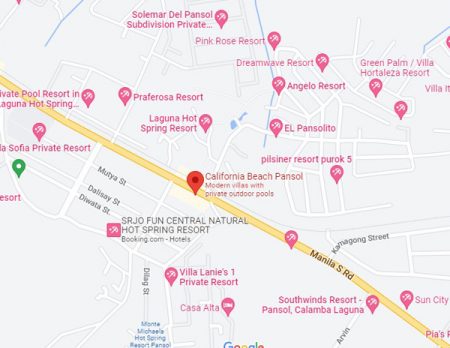 Solemar Del Pansol
Subdivision Private...
Pink Rose Resort
Dreamwave Resort
Green Palm / Villa
Hortaleza Resort
Angelo Resort
Villa It
rivate Pool Resort in
Laguna Hot Spring...
Praferosa Resort
Laguna Hot
Spring Resort
EL Pansolito
la Sofia Private Resort
pilsiner resort purok 5
Mutya St
California Beach Pansol
Modern villas with
private outdoor pools
Dalisay St
Resort
Diwata St
SRJO FUN CENTRAL NATURAL
HOT SPRING RESORT
Booking.com - Hotels
Kamagong Street
Manila S Rd
Dilag St
Villa Lanie's 1
Private Resort
Casa Alta
Southwinds Resort -
Pansol, Calamba Laguna
Sun City
Monte
Michaela
Hot Spring
Resort Pansol
Arvin
Pia's P
Google